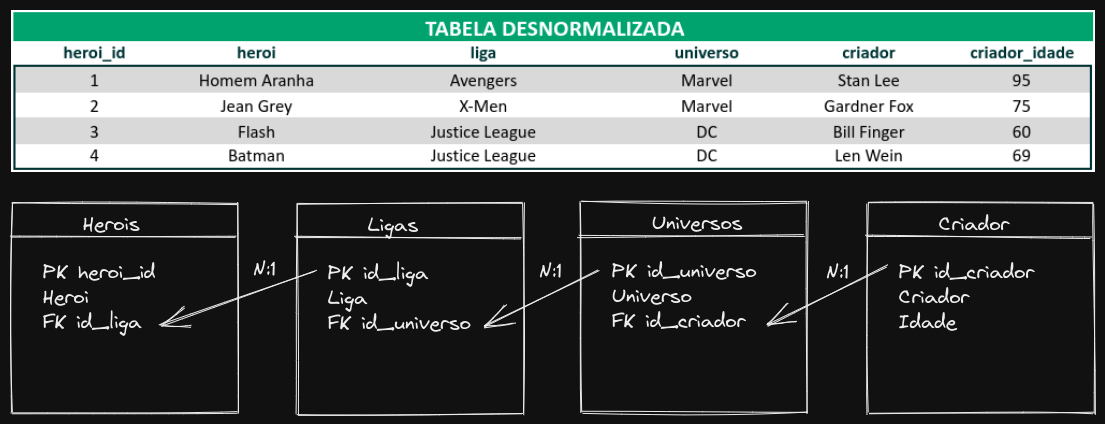 TABELA DESNORMALIZADA
heroi_id heroi liga universo criador criador_idade
1 Homem Aranha Avengers Marvel Stan Lee 95
2 Jean Grey X-Men Marvel Gardner Fox 75
3 Flash Justice League DC Bill Finger 60
4 Batman Justice League DC Len Wein 69
Herois
PK heroi_id
Heroi
FK id_liga
N:1
Ligas
PK id_liga
Liga
FK id_universo
N:1
Universos
PK id_universo
Universo
FK id_criador
N:1
Criador
PK id_criador
Criador
Idade